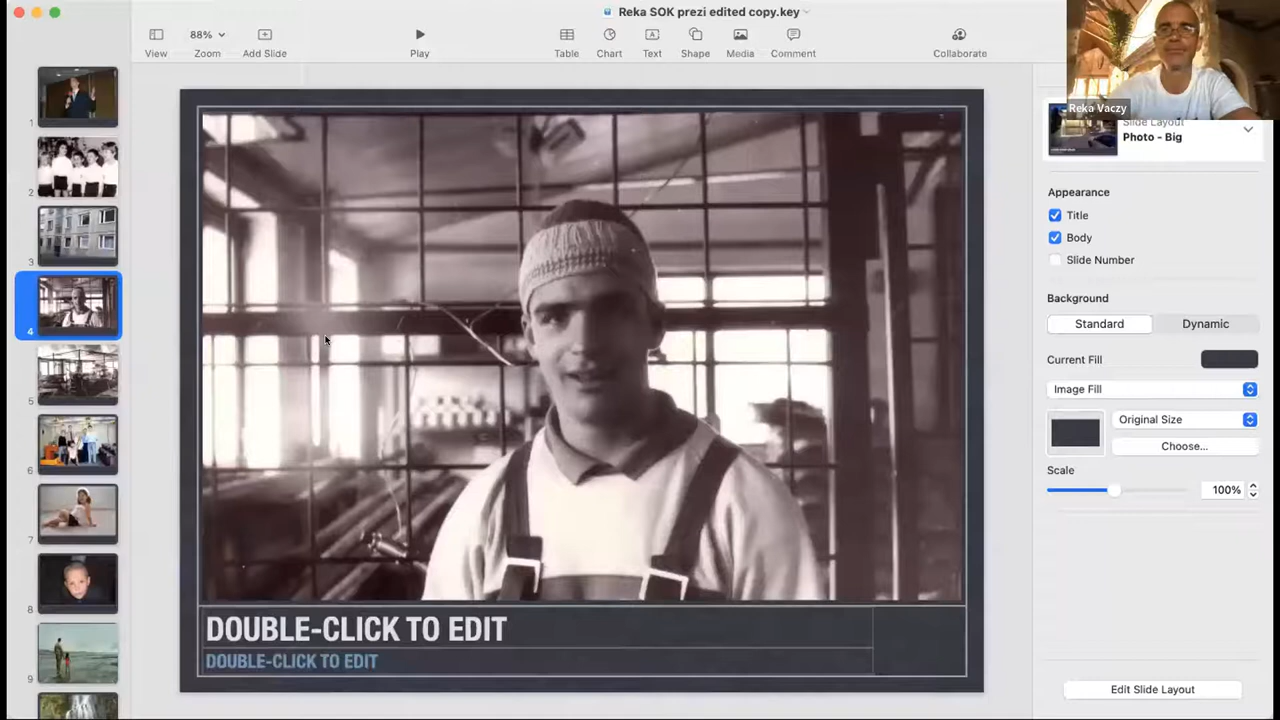 Reka SOK prezi edited copy.key
88%
View
Zoom
Add Slide
Play
Table
Chart
Text
Shape
Media
Comment
Collaborate
Reka Vaczy
Slide Layout
Photo - Big
Appearance
Title
Body
Slide Number
Background
Standard
Dynamic
Current Fill
Image Fill
Original Size
Choose...
Scale
100%
Edit Slide Layout
1
2
3
4
5
6
7
8
9
DOUBLE-CLICK TO EDIT
DOUBLE-CLICK TO EDIT